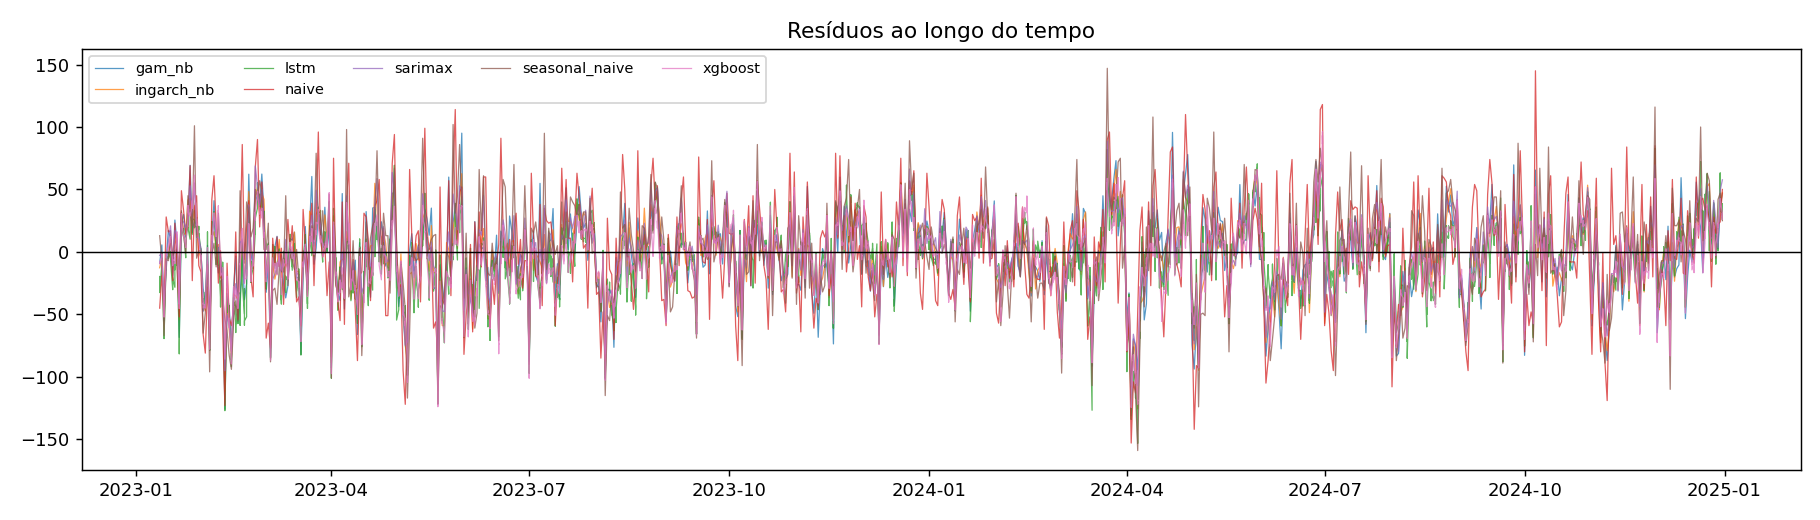 Resíduos ao longo do tempo
gam_nb lstm sarimax seasonal_naive xgboost
ingarch_nb naive
150
100
50
0
−50
−100
−150
2023-01 2023-04 2023-07 2023-10 2024-01 2024-04 2024-07 2024-10 2025-01